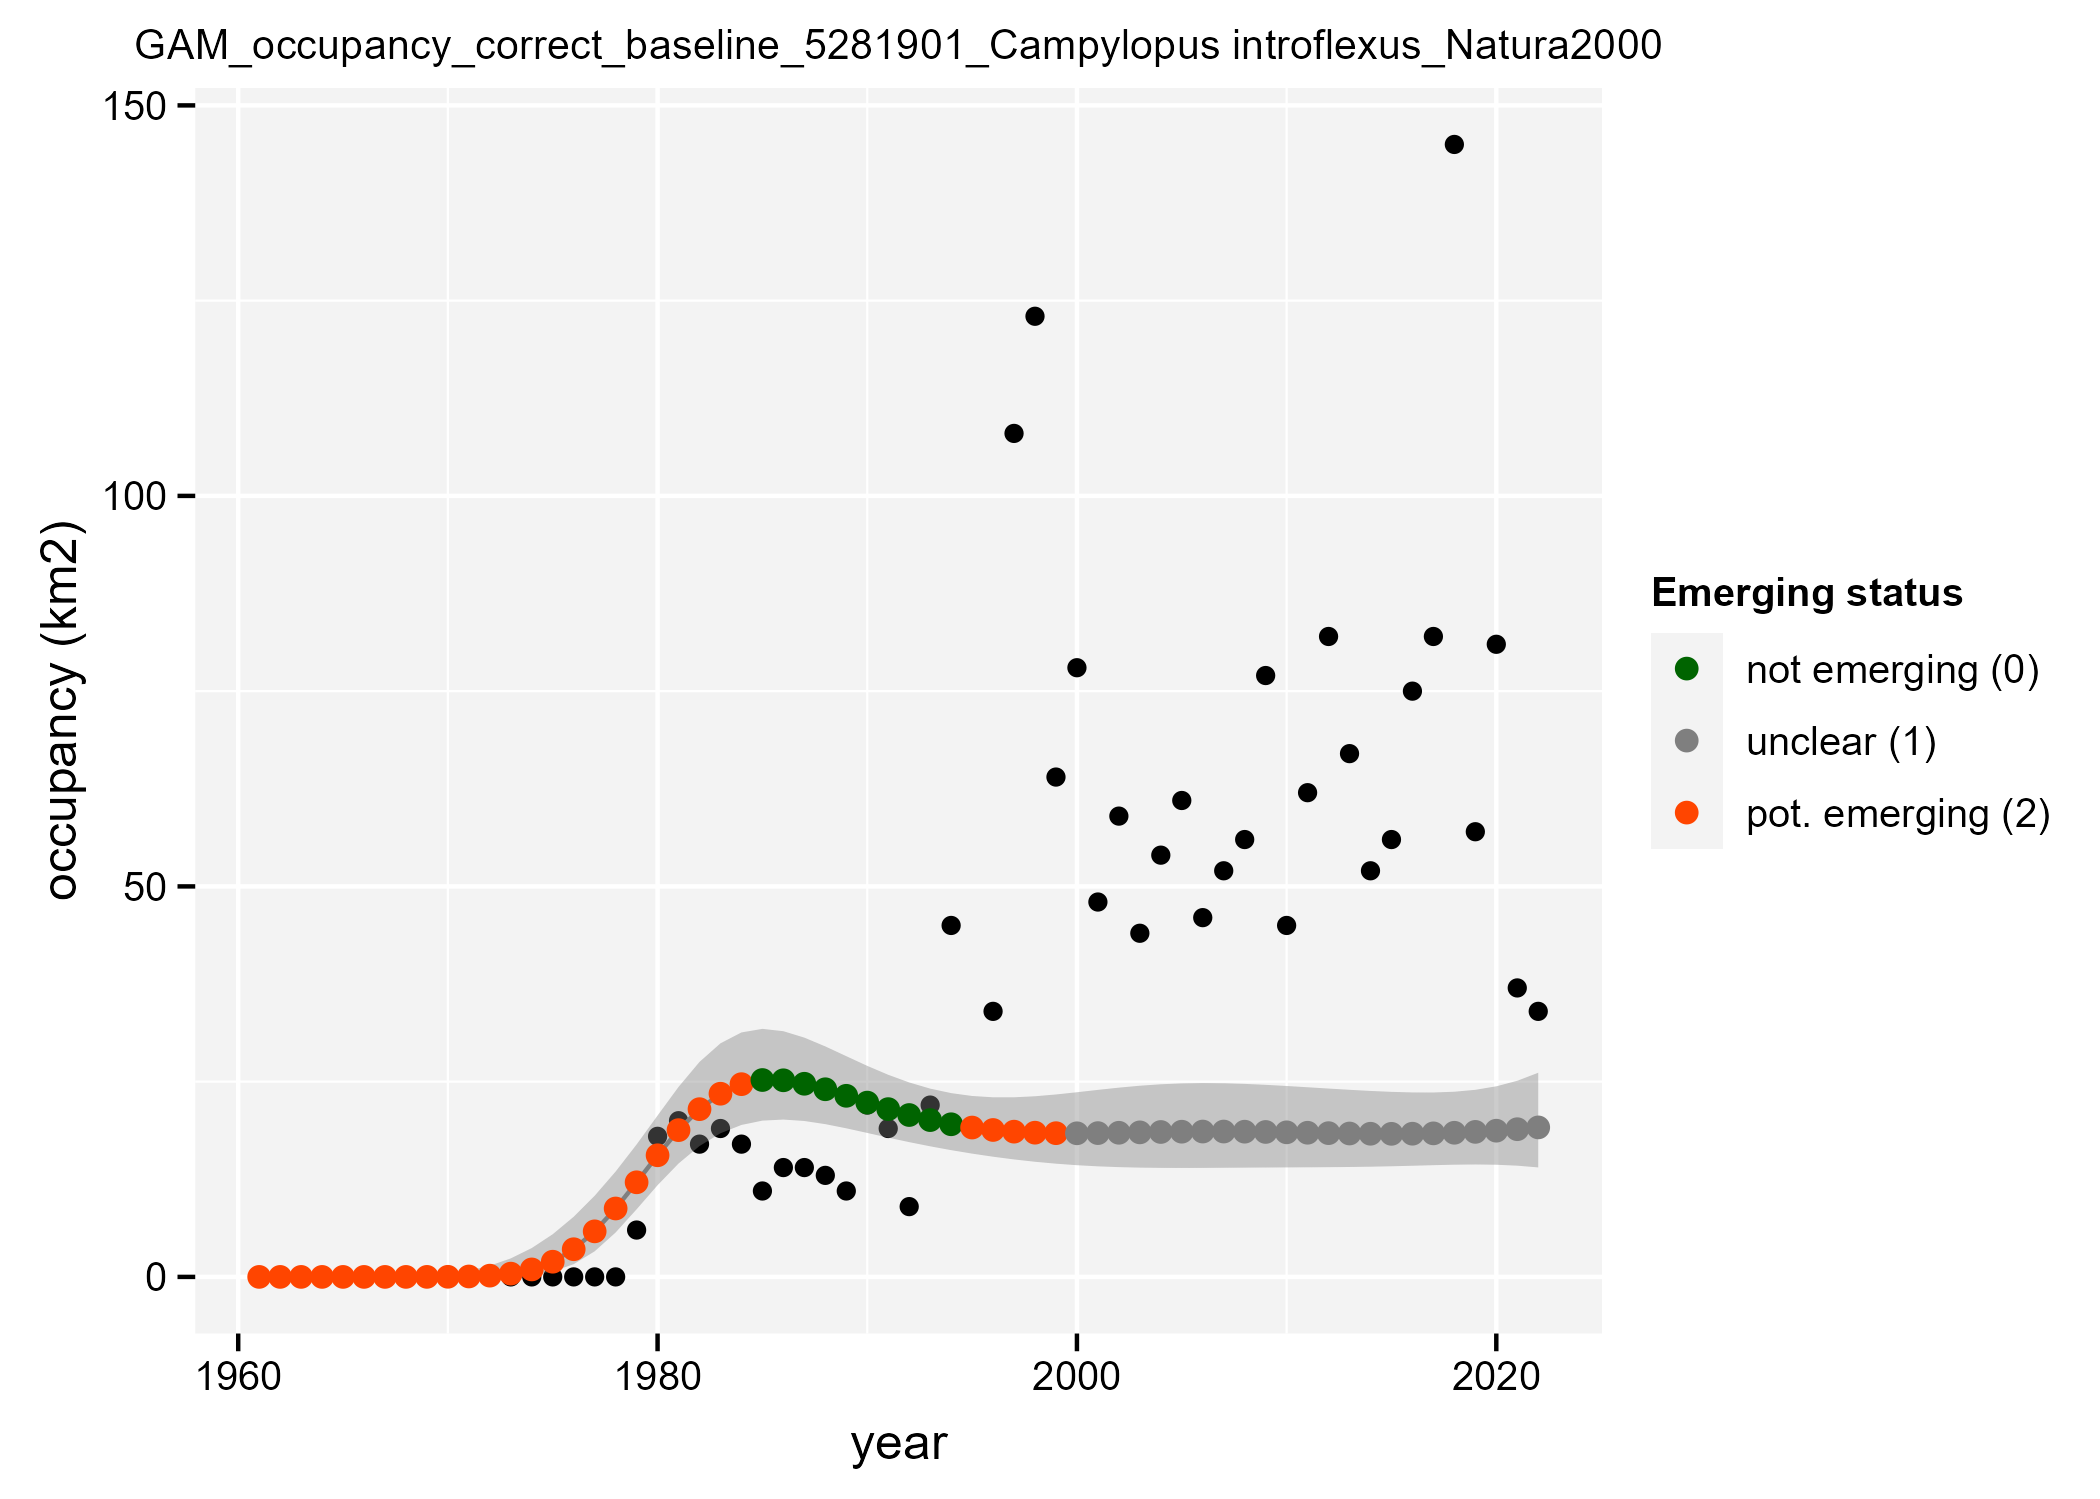 GAM_occupancy_correct_baseline_5281901_Campylopus introflexus_Natura2000
150
100
50
0
occupancy (km2)
1960
1980
2000
2020
year
Emerging status
not emerging (0)
unclear (1)
pot. emerging (2)